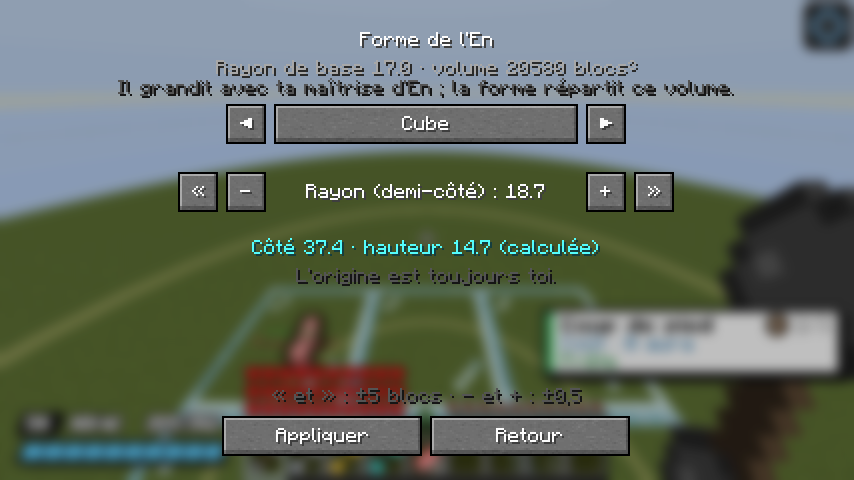 Forme de l'En
Rayon de base 17.0 · volume 20580 blocs³
Il grandit avec ta maîtrise d'En ; la forme répartit ce volume.
◄ Cube ►
« - Rayon (demi-côté) : 18.7 + »
Côté 37.4 · hauteur 14.7 (calculée)
L'origine est toujours toi.
« et » : ±5 blocs · - et + : ±0,5
Appliquer Retour